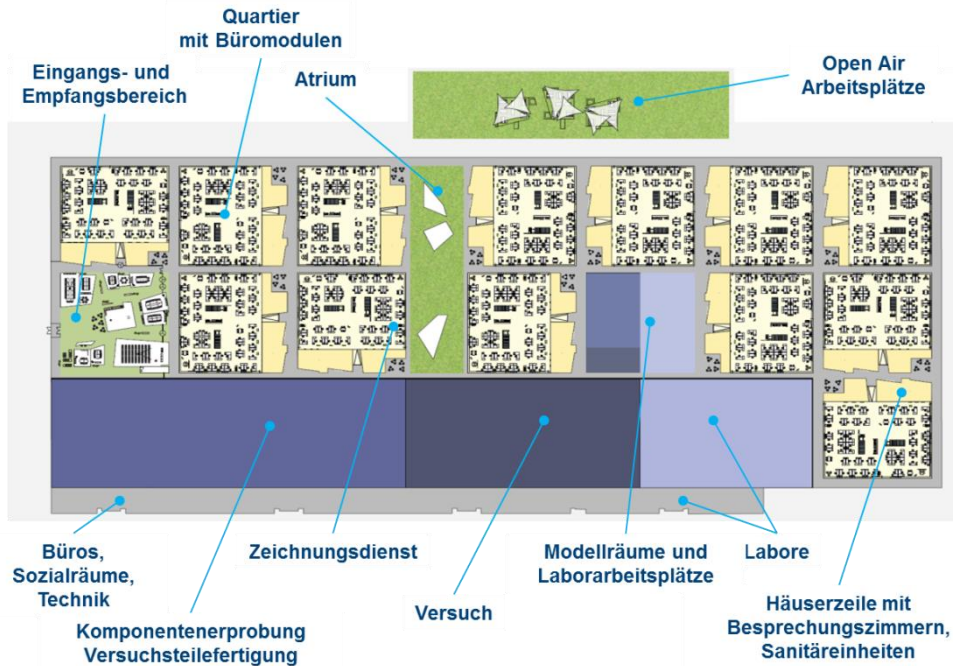 Quartier
mit Büromodulen
Eingangs- und
Empfangsbereich
Atrium
Open Air
Arbeitsplätze
Büros,
Sozialräume,
Technik
Zeichnungsdienst
Modellräume und
Laborarbeitsplätze
Labore
Versuch
Komponentenerprobung
Versuchsteilefertigung
Häuserzeile mit
Besprechungszimmern,
Sanitäreinheiten